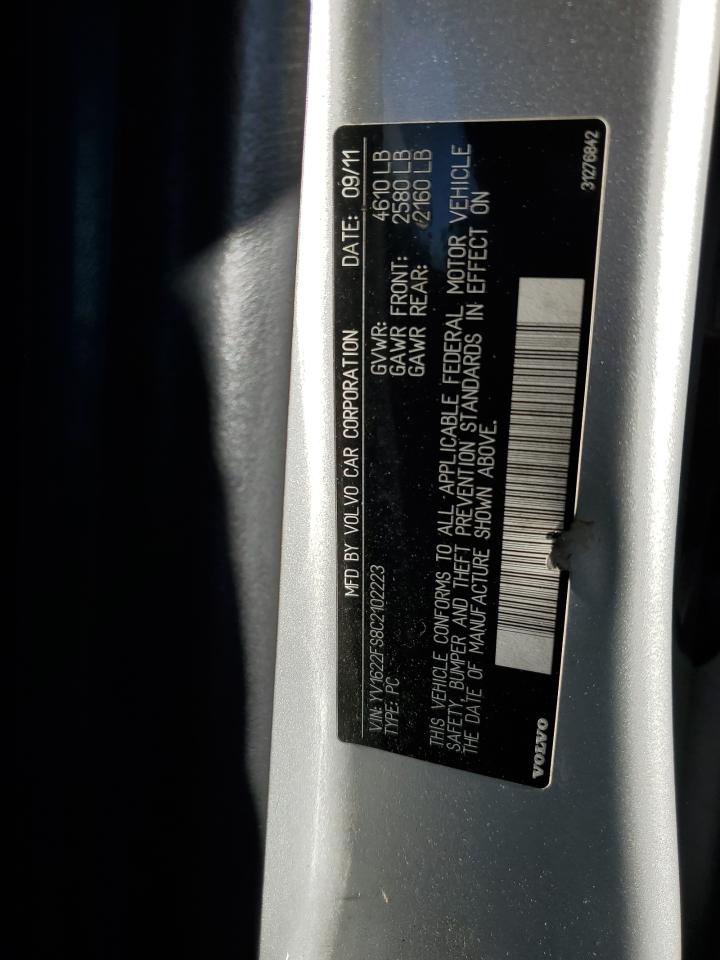 MFD BY VOLVO CAR CORPORATION DATE: 09/11
VIN: YV1622FS8C2102223 GVWR: 4610 LB
TYPE: PC GAWR FRONT: 2580 LB
GAWR REAR: 2160 LB
THIS VEHICLE CONFORMS TO ALL APPLICABLE FEDERAL MOTOR VEHICLE
SAFETY, BUMPER AND THEFT PREVENTION STANDARDS IN EFFECT ON
THE DATE OF MANUFACTURE SHOWN ABOVE.
VOLVO 31276842